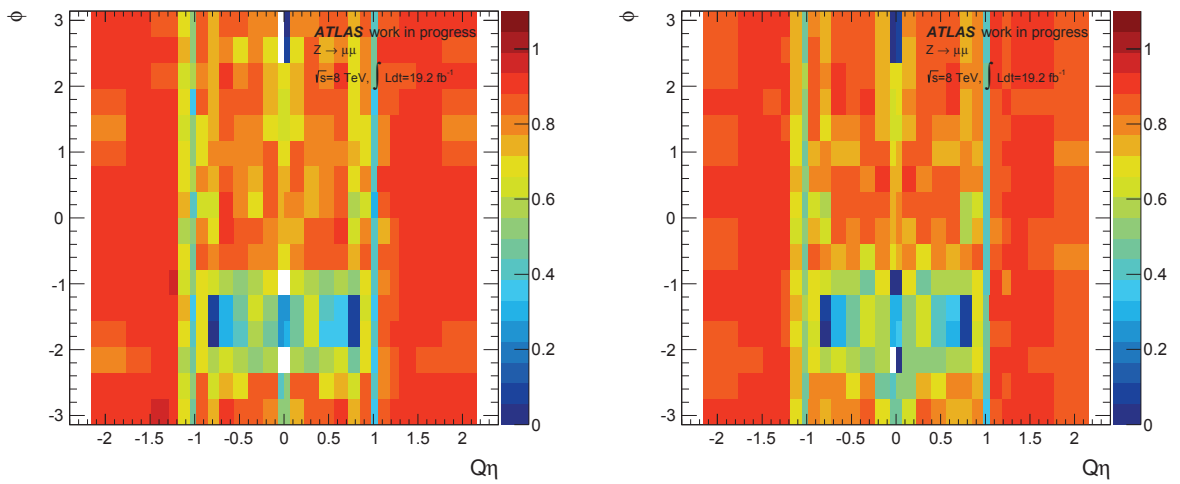 ϕ
3
2
1
0
-1
-2
-3
ATLAS work in progress
Z → μμ
√s=8 TeV, ∫ Ldt=19.2 fb⁻¹
1
0.8
0.6
0.4
0.2
0
-2 -1.5 -1 -0.5 0 0.5 1 1.5 2
Qη
ϕ
3
2
1
0
-1
-2
-3
ATLAS work in progress
Z → μμ
√s=8 TeV, ∫ Ldt=19.2 fb⁻¹
1
0.8
0.6
0.4
0.2
0
-2 -1.5 -1 -0.5 0 0.5 1 1.5 2
Qη